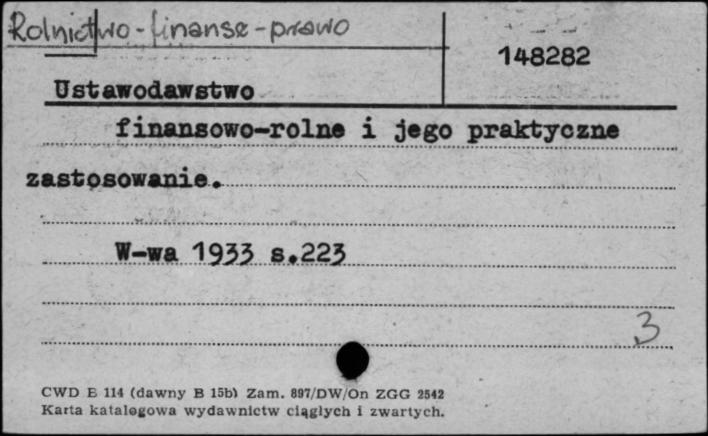 Rolnictwo-finanse-prawo
148282
Ustawodawstwo
finansowo-rolne i jego praktyczne
zastosowanie.
W-wa 1933 s.223
3
CWD B 114 (dawny B 15b) Zam. 897/DW/On ZGG 2542
Karta katalogowa wydawnictw ciągłych i zwartych.